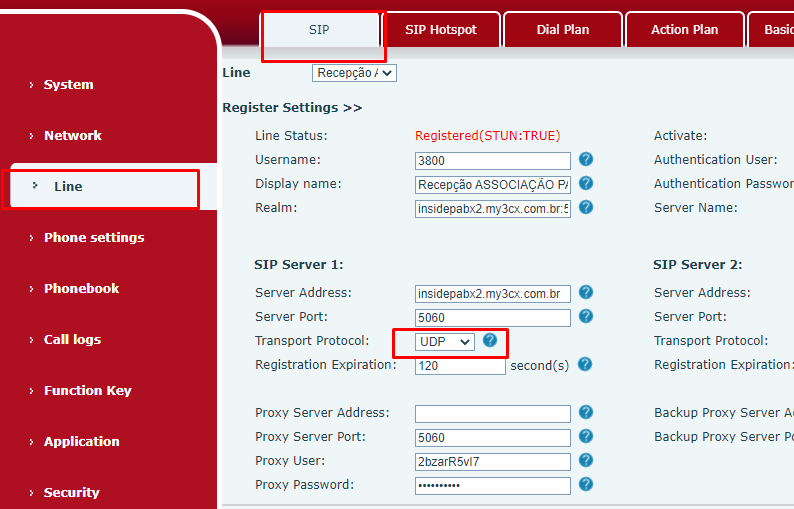 SIP SIP Hotspot Dial Plan Action Plan Basic
Line Recepção A
System
Register Settings >>
Line Status: Registered(STUN:TRUE) Activate:
Network
Username: 3800 Authentication User:
Line
Display name: Recepção ASSOCIAÇÃO PA Authentication Passwor
Realm: insidepabx2.my3cx.com.br:5 Server Name:
Phone settings
SIP Server 1: SIP Server 2:
Phonebook
Server Address: insidepabx2.my3cx.com.br Server Address:
Server Port: 5060 Server Port:
Call logs
Transport Protocol: UDP Transport Protocol:
Registration Expiration: 120 second(s) Registration Expiration:
Function Key
Proxy Server Address: Backup Proxy Server A
Application
Proxy Server Port: 5060 Backup Proxy Server Po
Proxy User: 2bzarR5vl7
Proxy Password: ••••••••••
Security